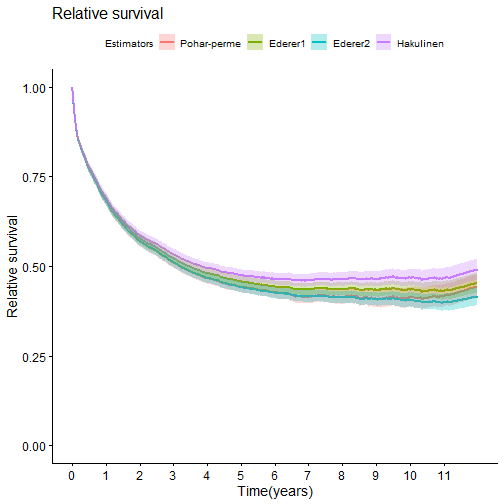 Relative survival
Estimators Pohar-perme Ederer1 Ederer2 Hakulinen
1.00
0.75
0.50
0.25
0.00
Relative survival
0 1 2 3 4 5 6 7 8 9 10 11
Time(years)